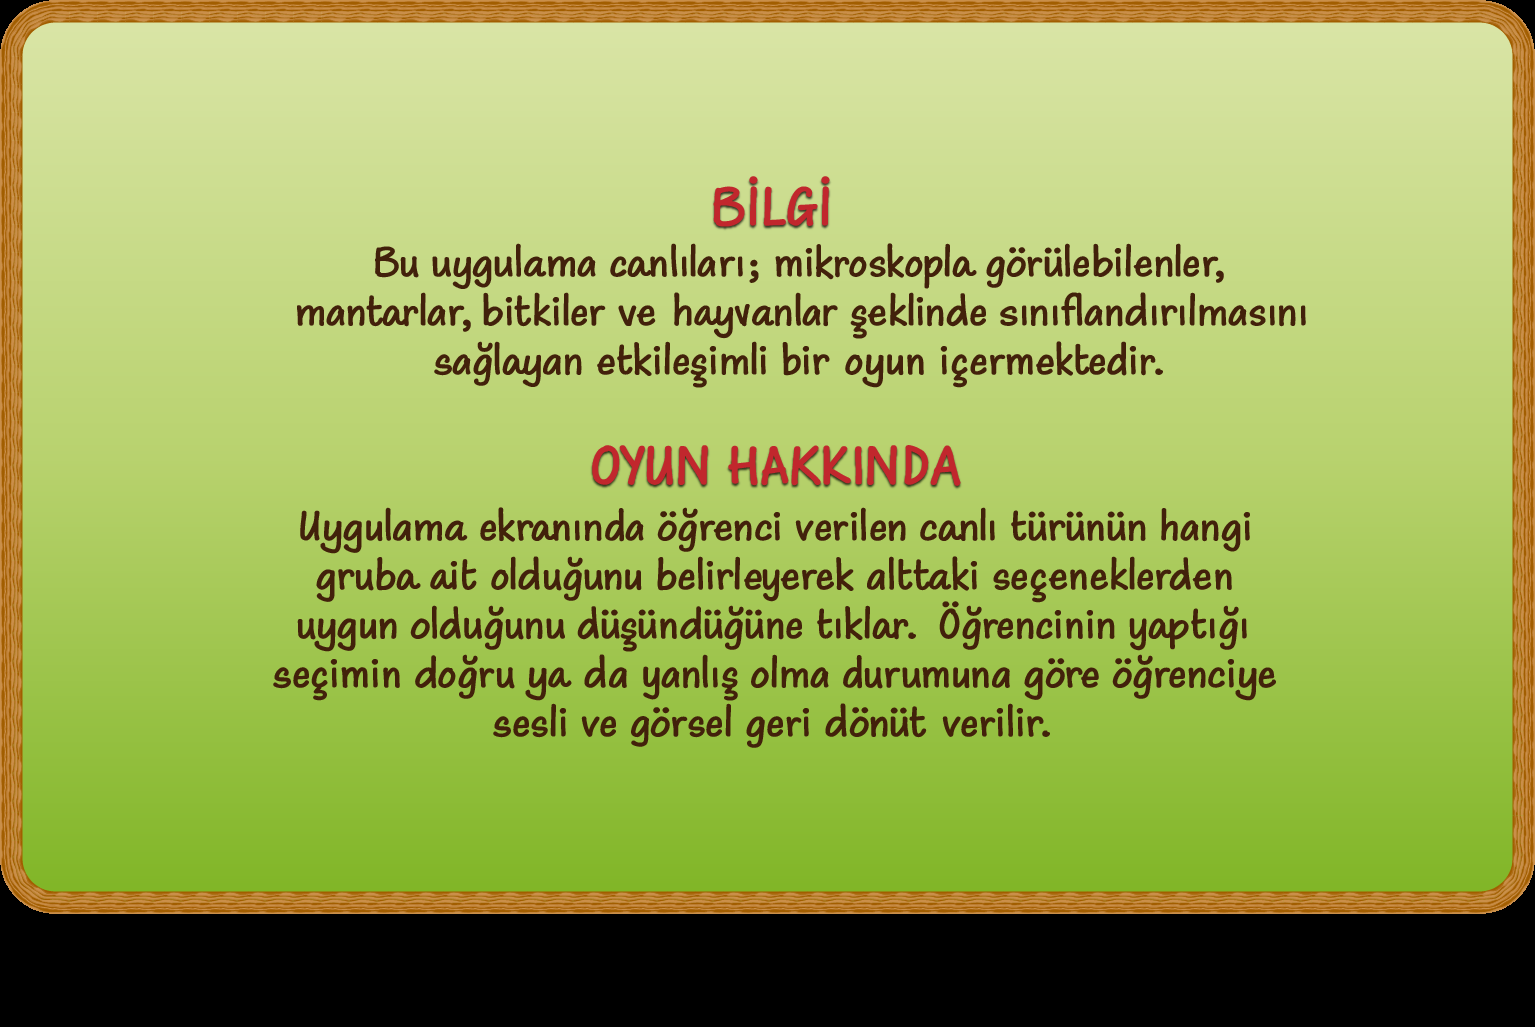 BİLGİ
Bu uygulama canlıları; mikroskopla görülebilenler,
mantarlar, bitkiler ve hayvanlar şeklinde sınıflandırılmasını
sağlayan etkileşimli bir oyun içermektedir.
OYUN HAKKINDA
Uygulama ekranında öğrenci verilen canlı türünün hangi
gruba ait olduğunu belirleyerek alttaki seçeneklerden
uygun olduğunu düşündüğüne tıklar. Öğrencinin yaptığı
seçimin doğru ya da yanlış olma durumuna göre öğrenciye
sesli ve görsel geri dönüt verilir.